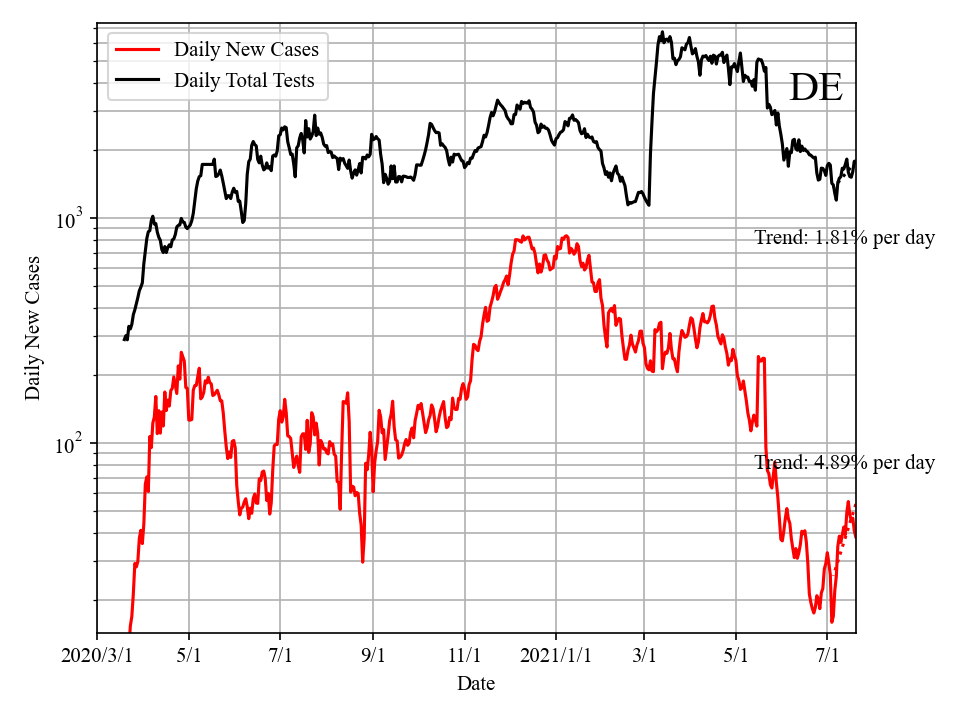 Daily New Cases
Daily Total Tests
DE
10³
Trend: 1.81% per day
Daily New Cases
10²
Trend: 4.89% per day
2020/3/1 5/1 7/1 9/1 11/1 2021/1/1 3/1 5/1 7/1
Date